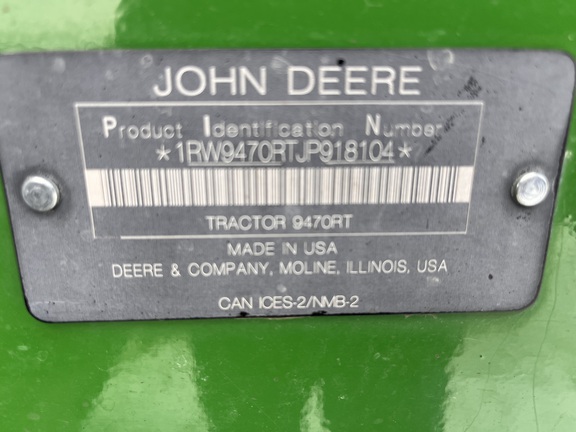 JOHN DEERE
Product Identification Number
*1RW9470RTJP918104*
TRACTOR 9470RT
MADE IN USA
DEERE & COMPANY, MOLINE, ILLINOIS, USA
CAN ICES-2/NMB-2